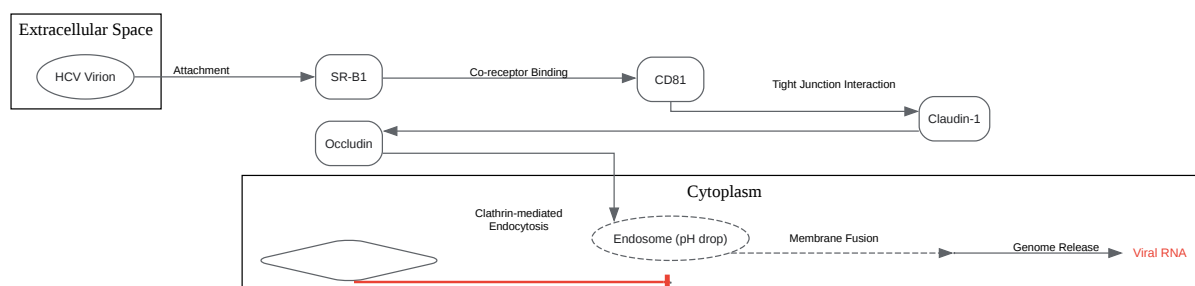 Extracellular Space
HCV Virion
Attachment
SR-B1
Co-receptor Binding
CD81
Tight Junction Interaction
Claudin-1
Occludin
Cytoplasm
Clathrin-mediated
Endocytosis
Endosome (pH drop)
Membrane Fusion
Genome Release
Viral RNA